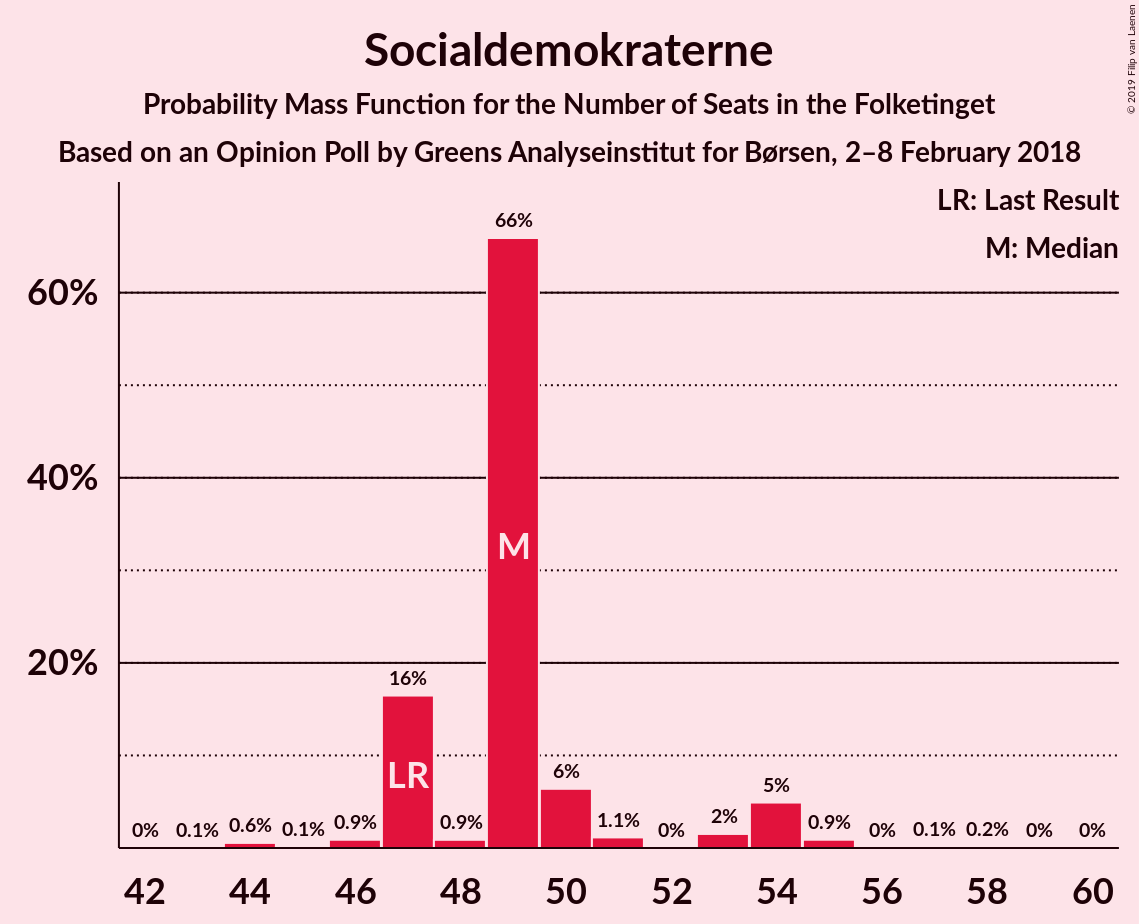 Socialdemokraterne
Probability Mass Function for the Number of Seats in the Folketinget
Based on an Opinion Poll by Greens Analyseinstitut for Børsen, 2–8 February 2018
© 2019 Filip van Laenen
LR: Last Result
M: Median
60%
40%
20%
0%
0.1%
0.6%
0.1%
0.9%
16%
0.9%
66%
6%
1.1%
0%
2%
5%
0.9%
0%
0.1%
0.2%
0%
0%
LR
M
42 44 46 48 50 52 54 56 58 60